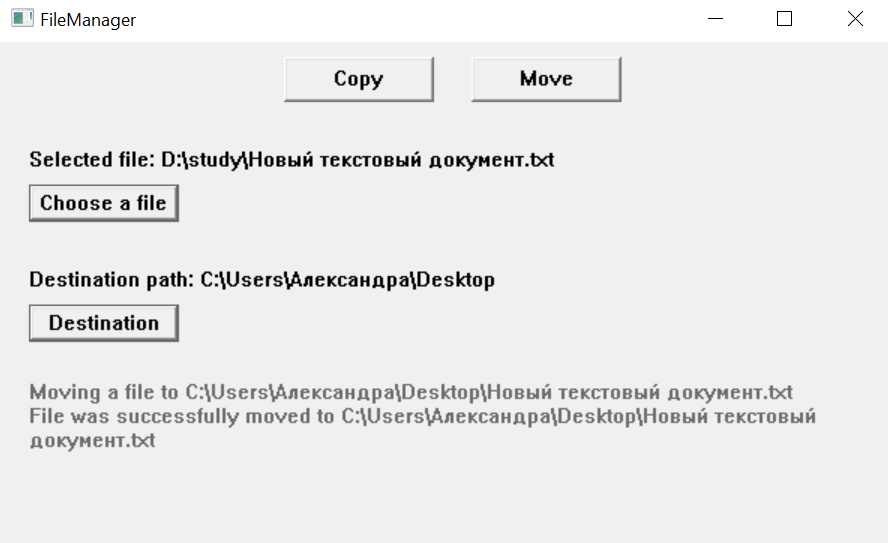 FileManager
Copy
Move
Selected file: D:\study\Новый текстовый документ.txt
Choose a file
Destination path: C:\Users\Александра\Desktop
Destination
Moving a file to C:\Users\Александра\Desktop\Новый текстовый документ.txt
File was successfully moved to C:\Users\Александра\Desktop\Новый текстовый
документ.txt